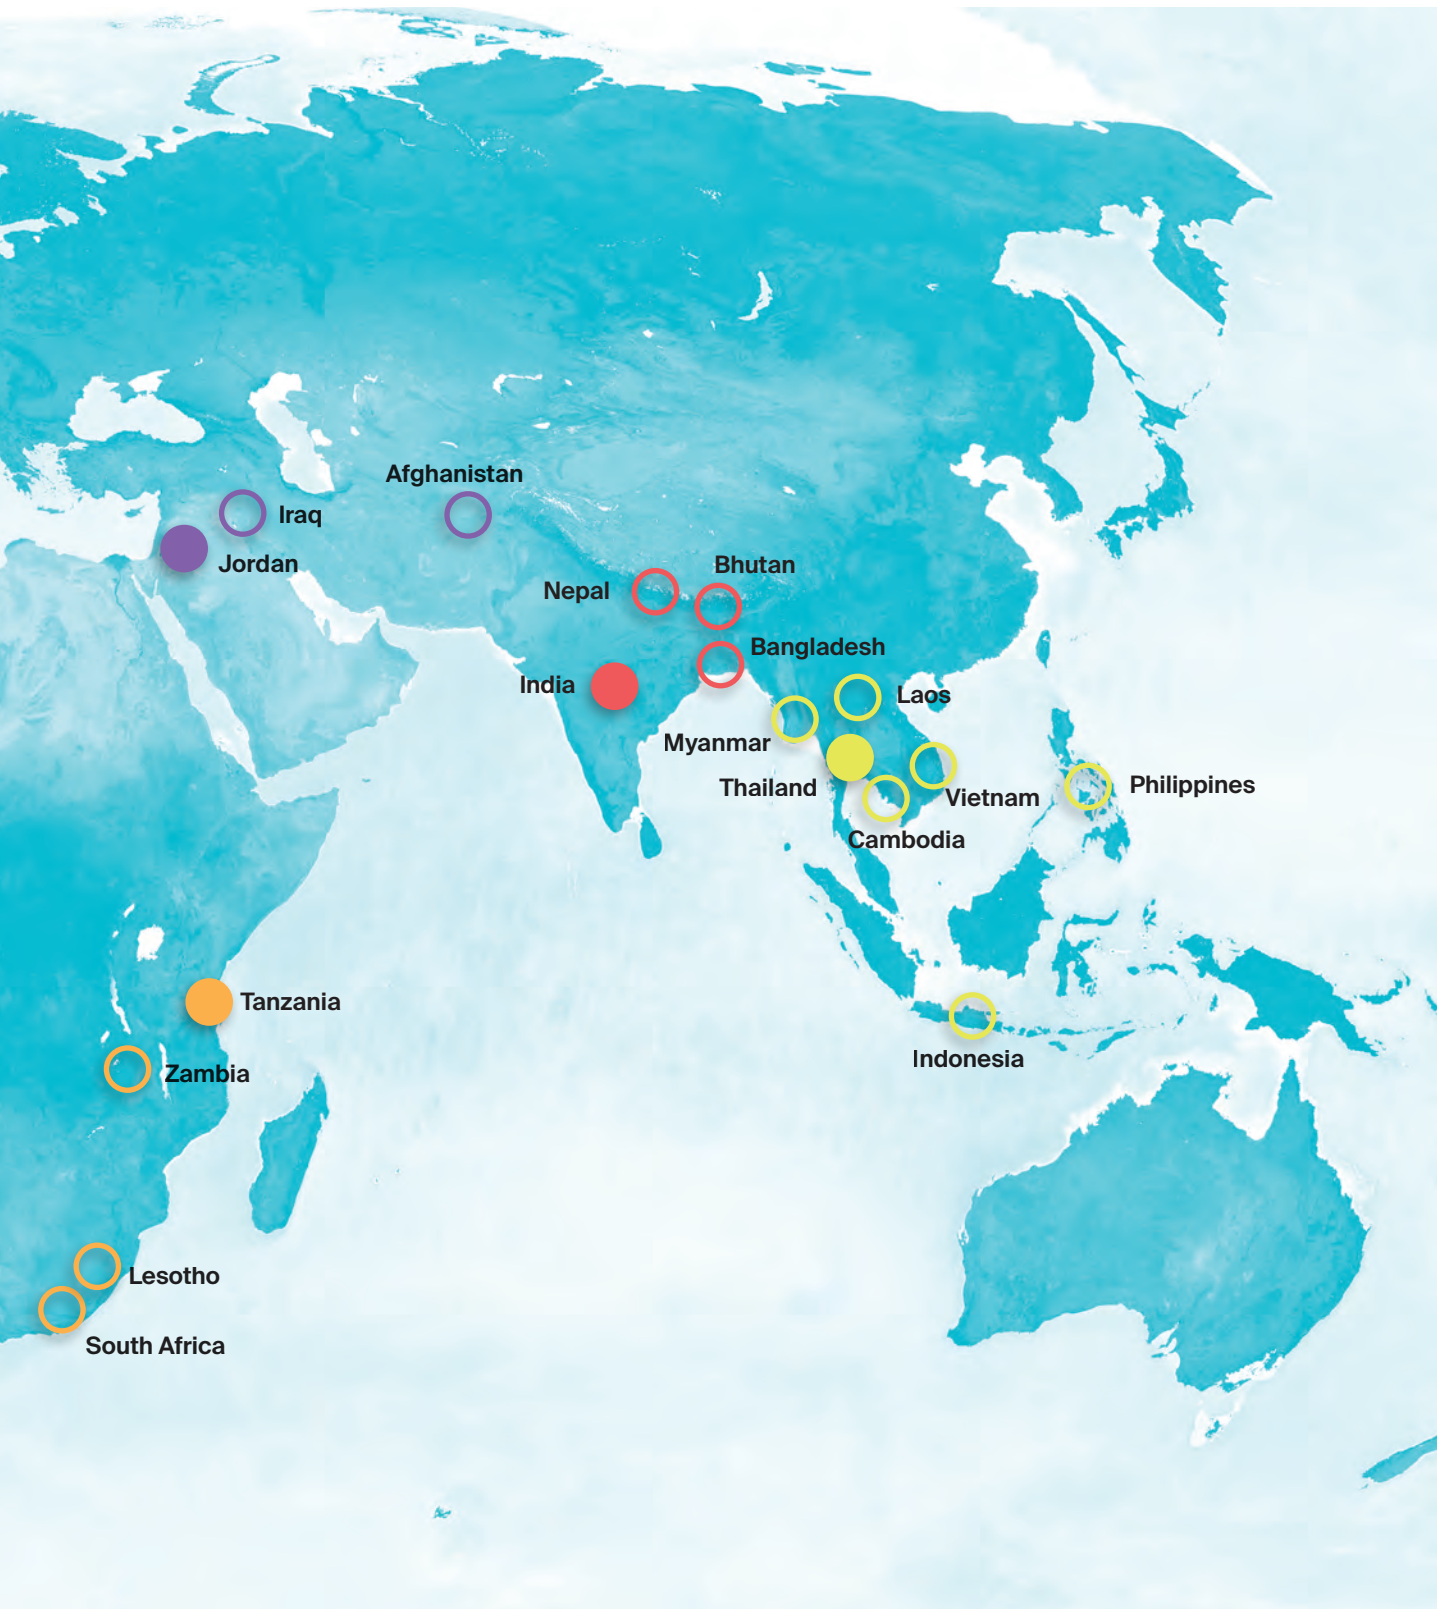 Afghanistan
Iraq
Jordan
Bhutan
Nepal
Bangladesh
India
Laos
Myanmar
Thailand
Vietnam
Philippines
Cambodia
Tanzania
Indonesia
Zambia
Lesotho
South Africa